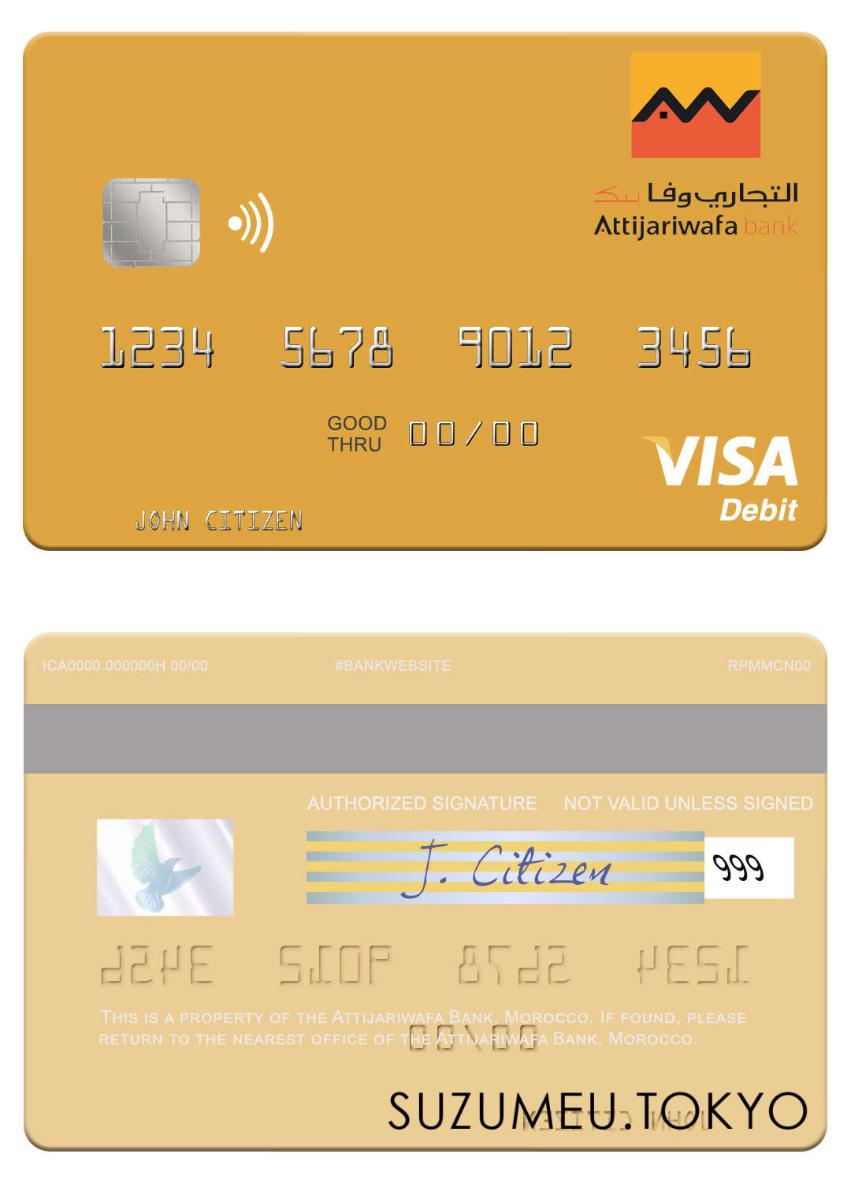 التجاري وفا بنك
Attijariwafa bank
1234 5678 9012 3456
GOOD THRU 00/00
VISA
Debit
JOHN CITIZEN
ICA0000 000000H 00/00 #BANKWEBSITE RPMMCN00
AUTHORIZED SIGNATURE NOT VALID UNLESS SIGNED
J. Citizen 999
THIS IS A PROPERTY OF THE ATTIJARIWAFA BANK, MOROCCO. IF FOUND, PLEASE
RETURN TO THE NEAREST OFFICE OF THE ATTIJARIWAFA BANK, MOROCCO.
SUZUMEU.TOKYO